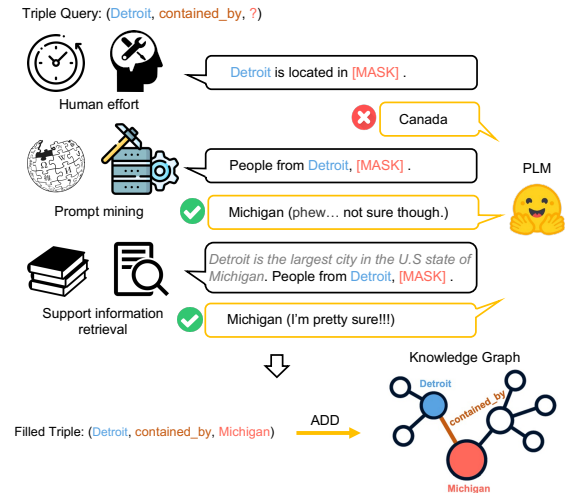 Triple Query: (Detroit, contained_by, ?)
Detroit is located in [MASK] .
Human effort
Canada
People from Detroit, [MASK] .
PLM
Prompt mining
Michigan (phew… not sure though.)
Detroit is the largest city in the U.S state of
Michigan. People from Detroit, [MASK] .
Support information
retrieval
Michigan (I'm pretty sure!!!)
Knowledge Graph
Detroit
contained_by
Filled Triple: (Detroit, contained_by, Michigan)
ADD
Michigan